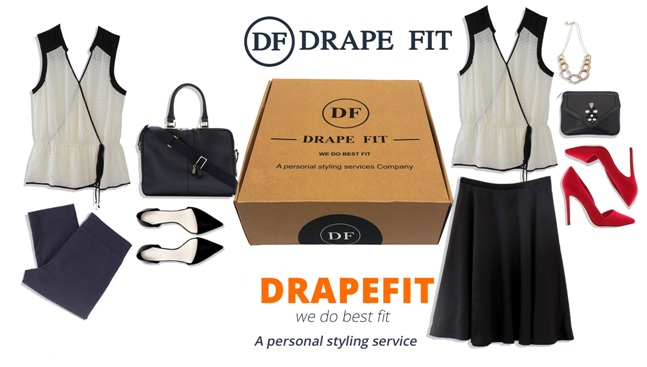 DF DRAPE FIT
DF
DRAPE FIT
WE DO BEST FIT
A personal styling services Company
DF
DRAPEFIT
we do best fit
A personal styling service